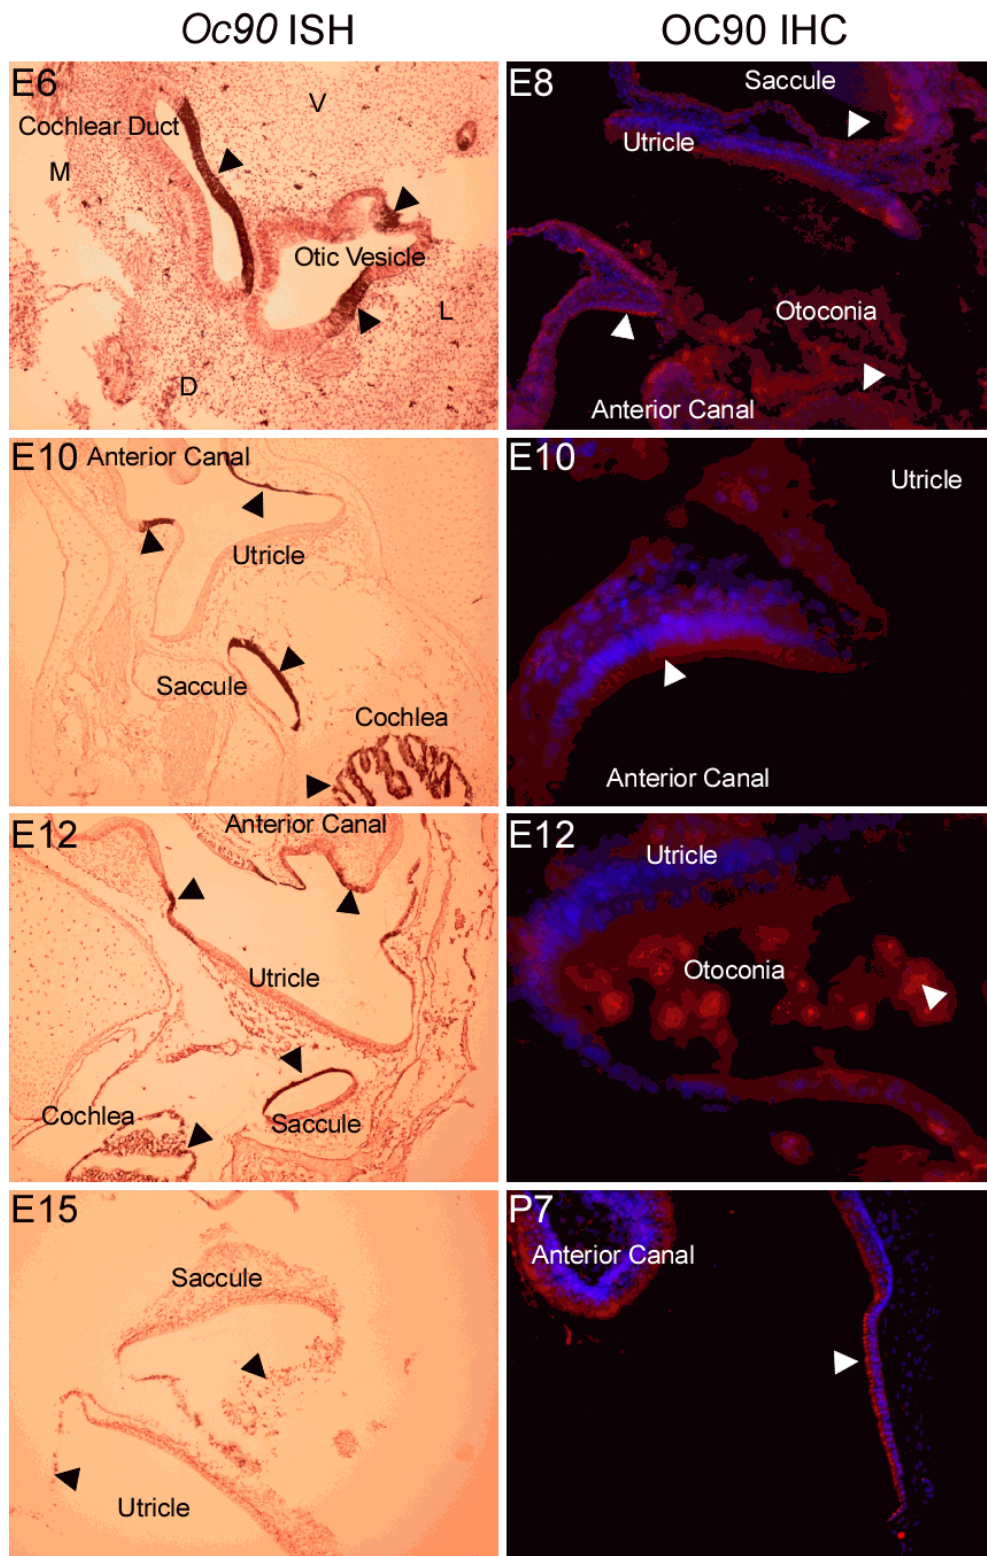 Oc90 ISH
OC90 IHC
E6
Cochlear Duct
V
M
Otic Vesicle
L
D
E8
Saccule
Utricle
Otoconia
Anterior Canal
E10
Anterior Canal
Utricle
Saccule
Cochlea
E10
Utricle
Anterior Canal
E12
Anterior Canal
Utricle
Cochlea
Saccule
E12
Utricle
Otoconia
E15
Saccule
Utricle
P7
Anterior Canal